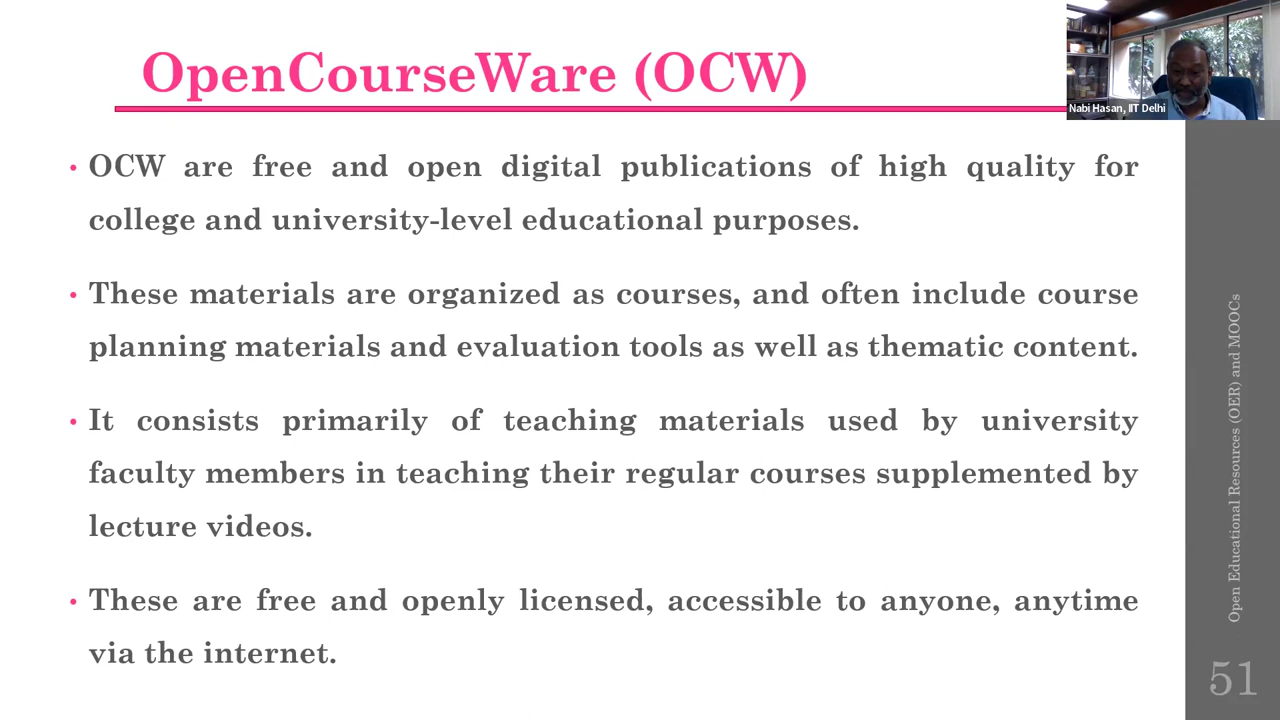 OpenCourseWare (OCW)
Nabi Hasan, IIT Delhi
• OCW are free and open digital publications of high quality for
college and university-level educational purposes.
• These materials are organized as courses, and often include course
planning materials and evaluation tools as well as thematic content.
• It consists primarily of teaching materials used by university
faculty members in teaching their regular courses supplemented by
lecture videos.
• These are free and openly licensed, accessible to anyone, anytime
via the internet.
Open Educational Resources (OER) and MOOCs
51